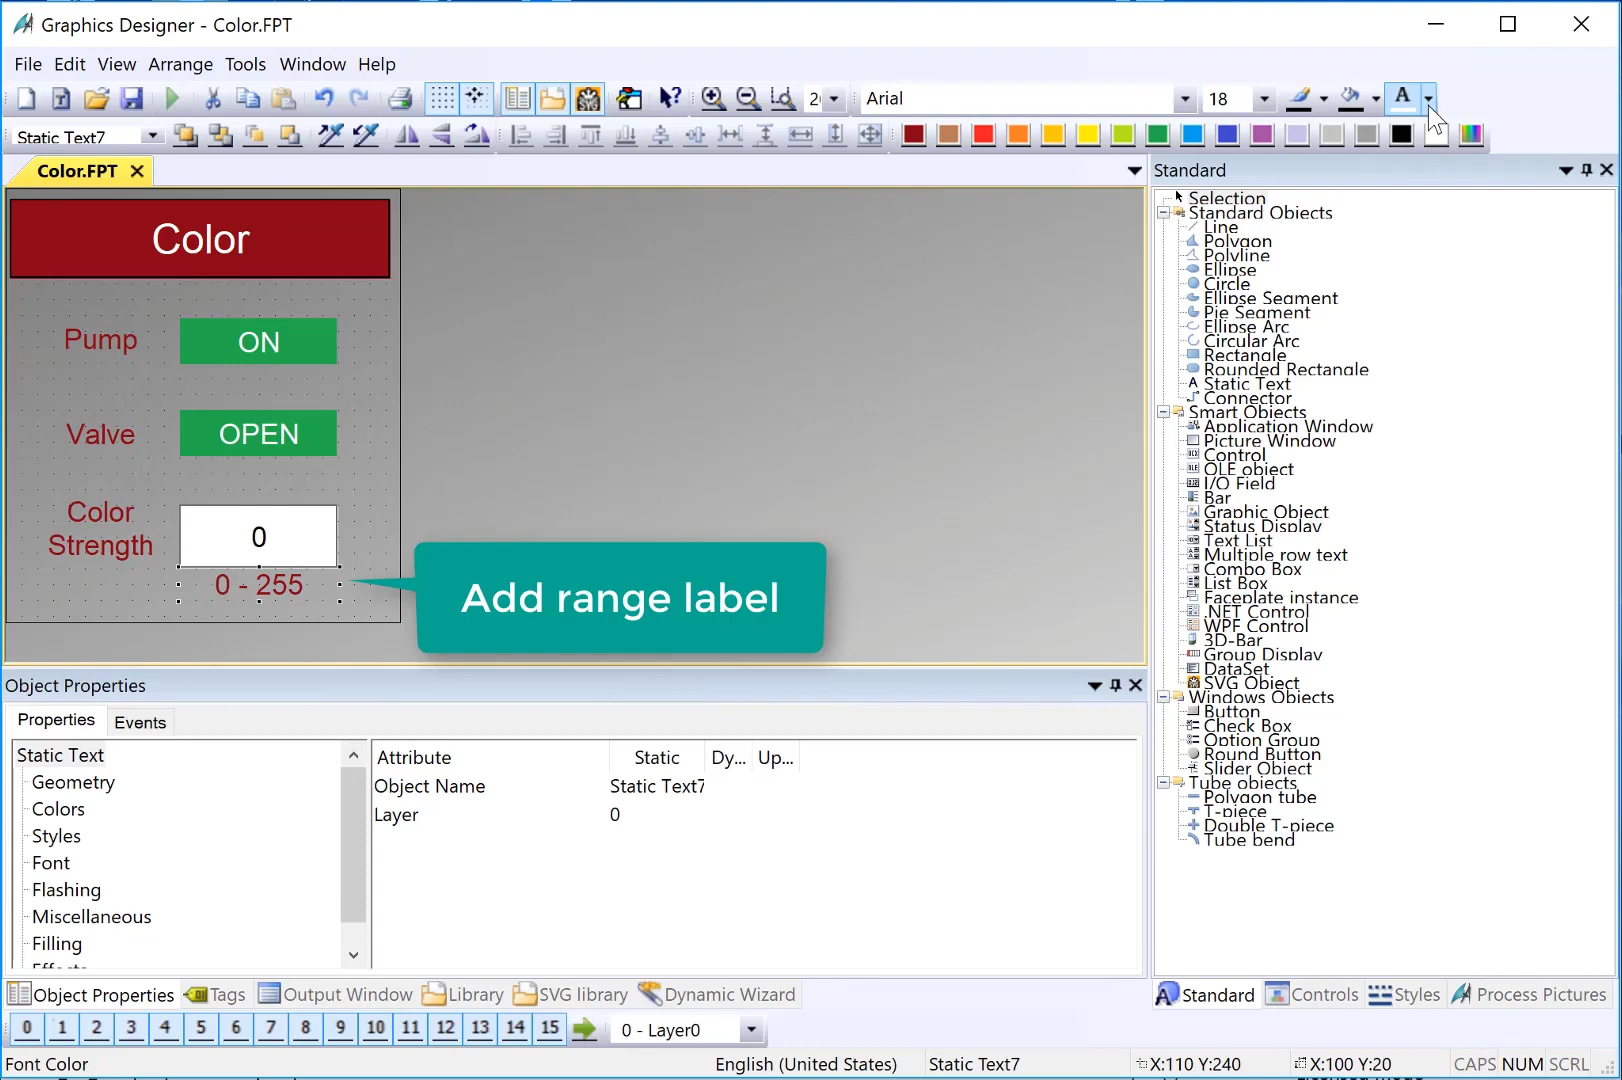 Graphics Designer - Color.FPT
File Edit View Arrange Tools Window Help
Arial 18 A
Static Text7
Color.FPT
Standard
Color
Pump ON
Valve OPEN
Color
Strength
0
0 - 255
Add range label
Selection
Standard Objects
Line
Polygon
Polyline
Ellipse
Circle
Ellipse Segment
Pie Segment
Ellipse Arc
Circular Arc
Rectangle
Rounded Rectangle
Static Text
Connector
Smart Objects
Application Window
Picture Window
Control
OLE object
I/O Field
Bar
Graphic Object
Status Display
Text List
Multiple row text
Combo Box
List Box
Faceplate instance
.NET Control
WPF Control
3D-Bar
Group Display
DataSet
SVG Object
Windows Objects
Button
Check Box
Option Group
Round Button
Slider Object
Tube objects
Polygon tube
T-piece
Double T-piece
Tube bend
Object Properties
Properties Events
Static Text
Geometry
Colors
Styles
Font
Flashing
Miscellaneous
Filling
Effects
Attribute Static Dy... Up...
Object Name Static Text7
Layer 0
Object Properties Tags Output Window Library SVG library Dynamic Wizard
Standard Controls Styles Process Pictures
0 1 2 3 4 5 6 7 8 9 10 11 12 13 14 15 0 - Layer0
Font Color English (United States) Static Text7 X:110 Y:240 X:100 Y:20 CAPS NUM SCRL